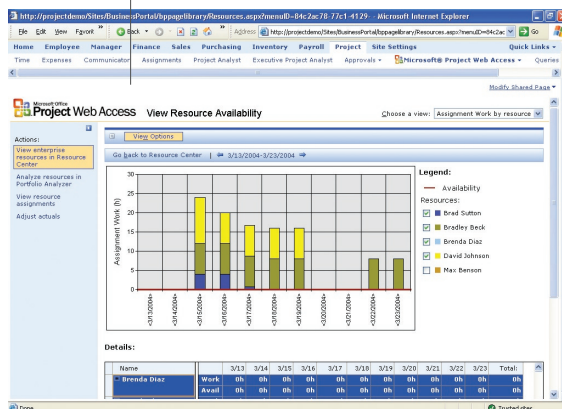 http://projectdemo/Sites/BusinessPortal/bppagelibrary/Resources.aspx?menuID=84c2ac78-77c1-4129- - Microsoft Internet Explorer
File Edit View Favorit » Back Address http://projectdemo/Sites/BusinessPortal/bppagelibrary/Resources.aspx?menuID=84c2ac Go
Home Employee Manager Finance Sales Purchasing Inventory Payroll Project Site Settings Quick Links
Time Expenses Communicator Assignments Project Analyst Executive Project Analyst Approvals Microsoft® Project Web Access Queries
Modify Shared Page
Microsoft Office
Project Web Access View Resource Availability Choose a view: Assignment Work by resource
Actions:
View enterprise resources in Resource Center
Analyze resources in Portfolio Analyzer
View resource assignments
Adjust actuals
View Options
Go back to Resource Center | 3/13/2004-3/23/2004
Assignment Work (h)
30
25
20
15
10
5
0
<3/13/2004>
<3/14/2004>
<3/15/2004>
<3/16/2004>
<3/17/2004>
<3/18/2004>
<3/19/2004>
<3/20/2004>
<3/21/2004>
<3/22/2004>
<3/23/2004>
Legend:
Availability
Resources:
Brad Sutton
Bradley Beck
Brenda Diaz
David Johnson
Max Benson
Details:
Name 3/13 3/14 3/15 3/16 3/17 3/18 3/19 3/20 3/21 3/22 3/23 Total:
Brenda Diaz Work 0h 0h 0h 0h 0h 0h 0h 0h 0h 0h 0h 0h
Avail 0h 0h 0h 0h 0h 0h 0h 0h 0h 0h 0h 0h
Done Trusted sites